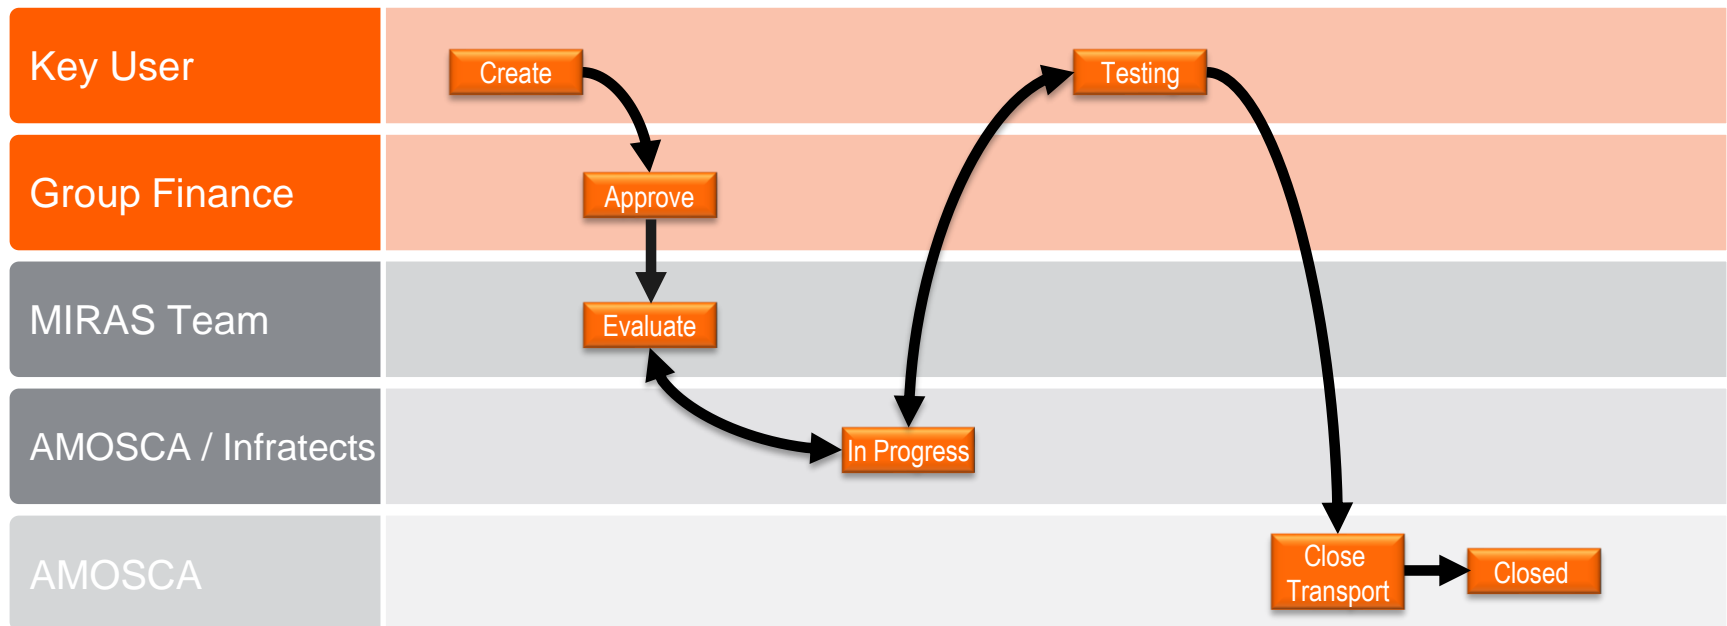 Key User
Create
Testing
Group Finance
Approve
MIRAS Team
Evaluate
AMOSCA / Infratects
In Progress
AMOSCA
Close
Transport
Closed